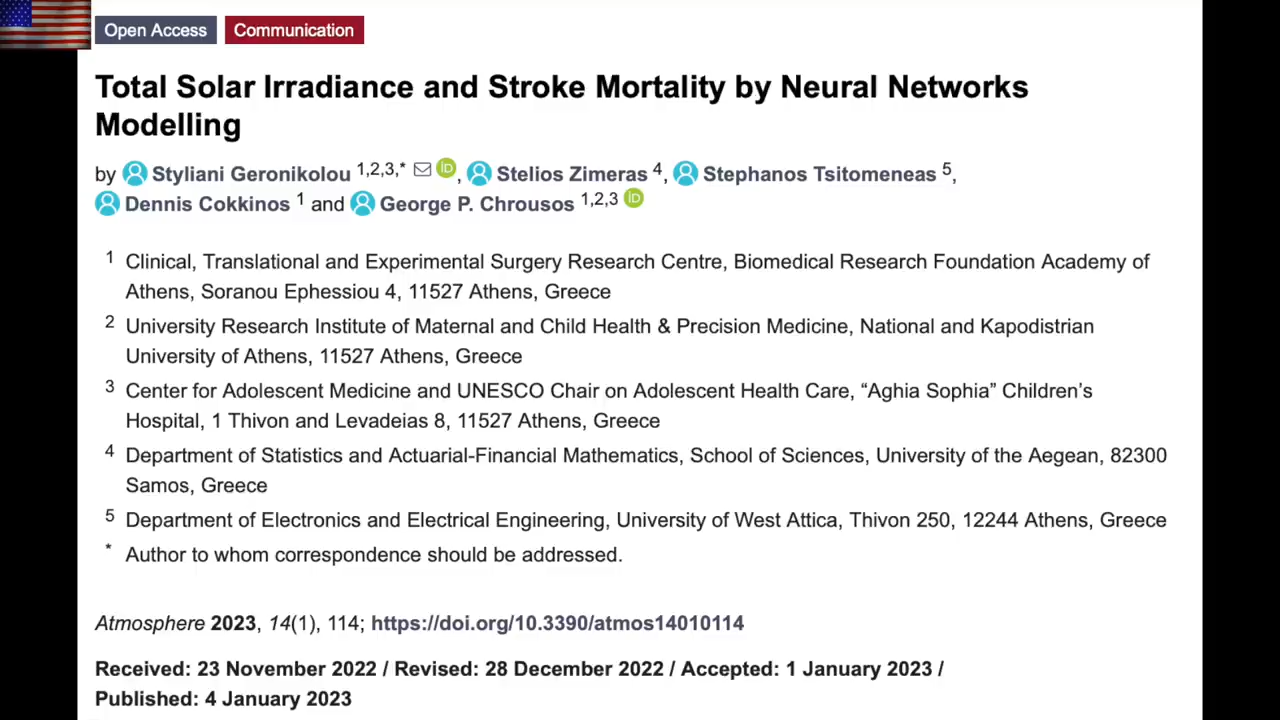 Open Access Communication
Total Solar Irradiance and Stroke Mortality by Neural Networks
Modelling
by Styliani Geronikolou 1,2,3,* iD, Stelios Zimeras 4, Stephanos Tsitomeneas 5,
Dennis Cokkinos 1 and George P. Chrousos 1,2,3 iD
1 Clinical, Translational and Experimental Surgery Research Centre, Biomedical Research Foundation Academy of
Athens, Soranou Ephessiou 4, 11527 Athens, Greece
2 University Research Institute of Maternal and Child Health & Precision Medicine, National and Kapodistrian
University of Athens, 11527 Athens, Greece
3 Center for Adolescent Medicine and UNESCO Chair on Adolescent Health Care, “Aghia Sophia” Children’s
Hospital, 1 Thivon and Levadeias 8, 11527 Athens, Greece
4 Department of Statistics and Actuarial-Financial Mathematics, School of Sciences, University of the Aegean, 82300
Samos, Greece
5 Department of Electronics and Electrical Engineering, University of West Attica, Thivon 250, 12244 Athens, Greece
* Author to whom correspondence should be addressed.
Atmosphere 2023, 14(1), 114; https://doi.org/10.3390/atmos14010114
Received: 23 November 2022 / Revised: 28 December 2022 / Accepted: 1 January 2023 /
Published: 4 January 2023